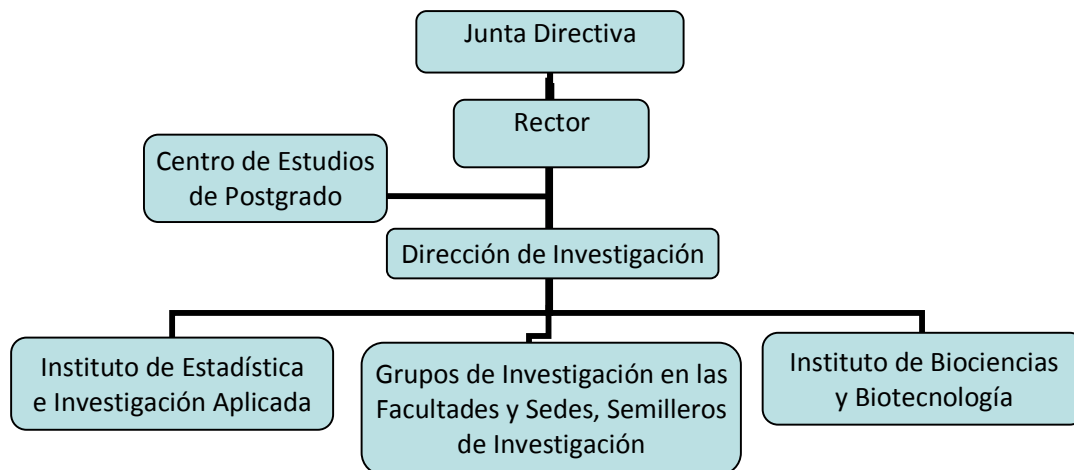 Junta Directiva
Rector
Centro de Estudios
de Postgrado
Dirección de Investigación
Instituto de Estadística
e Investigación Aplicada
Grupos de Investigación en las
Facultades y Sedes, Semilleros
de Investigación
Instituto de Biociencias
y Biotecnología